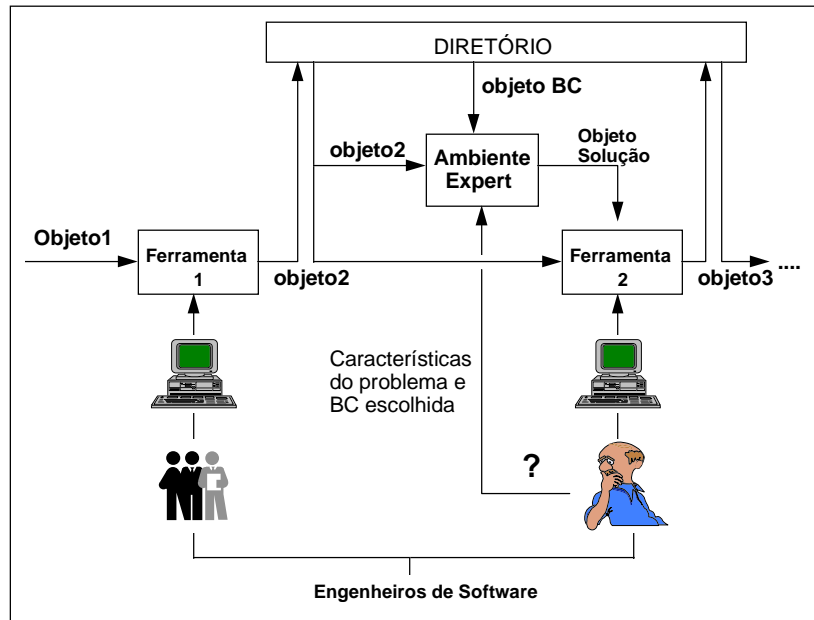 DIRETÓRIO
objeto BC
objeto2
Ambiente
Expert
Objeto
Solução
Objeto1
Ferramenta
1
objeto2
Ferramenta
2
objeto3
....
Características
do problema e
BC escolhida
?
Engenheiros de Software